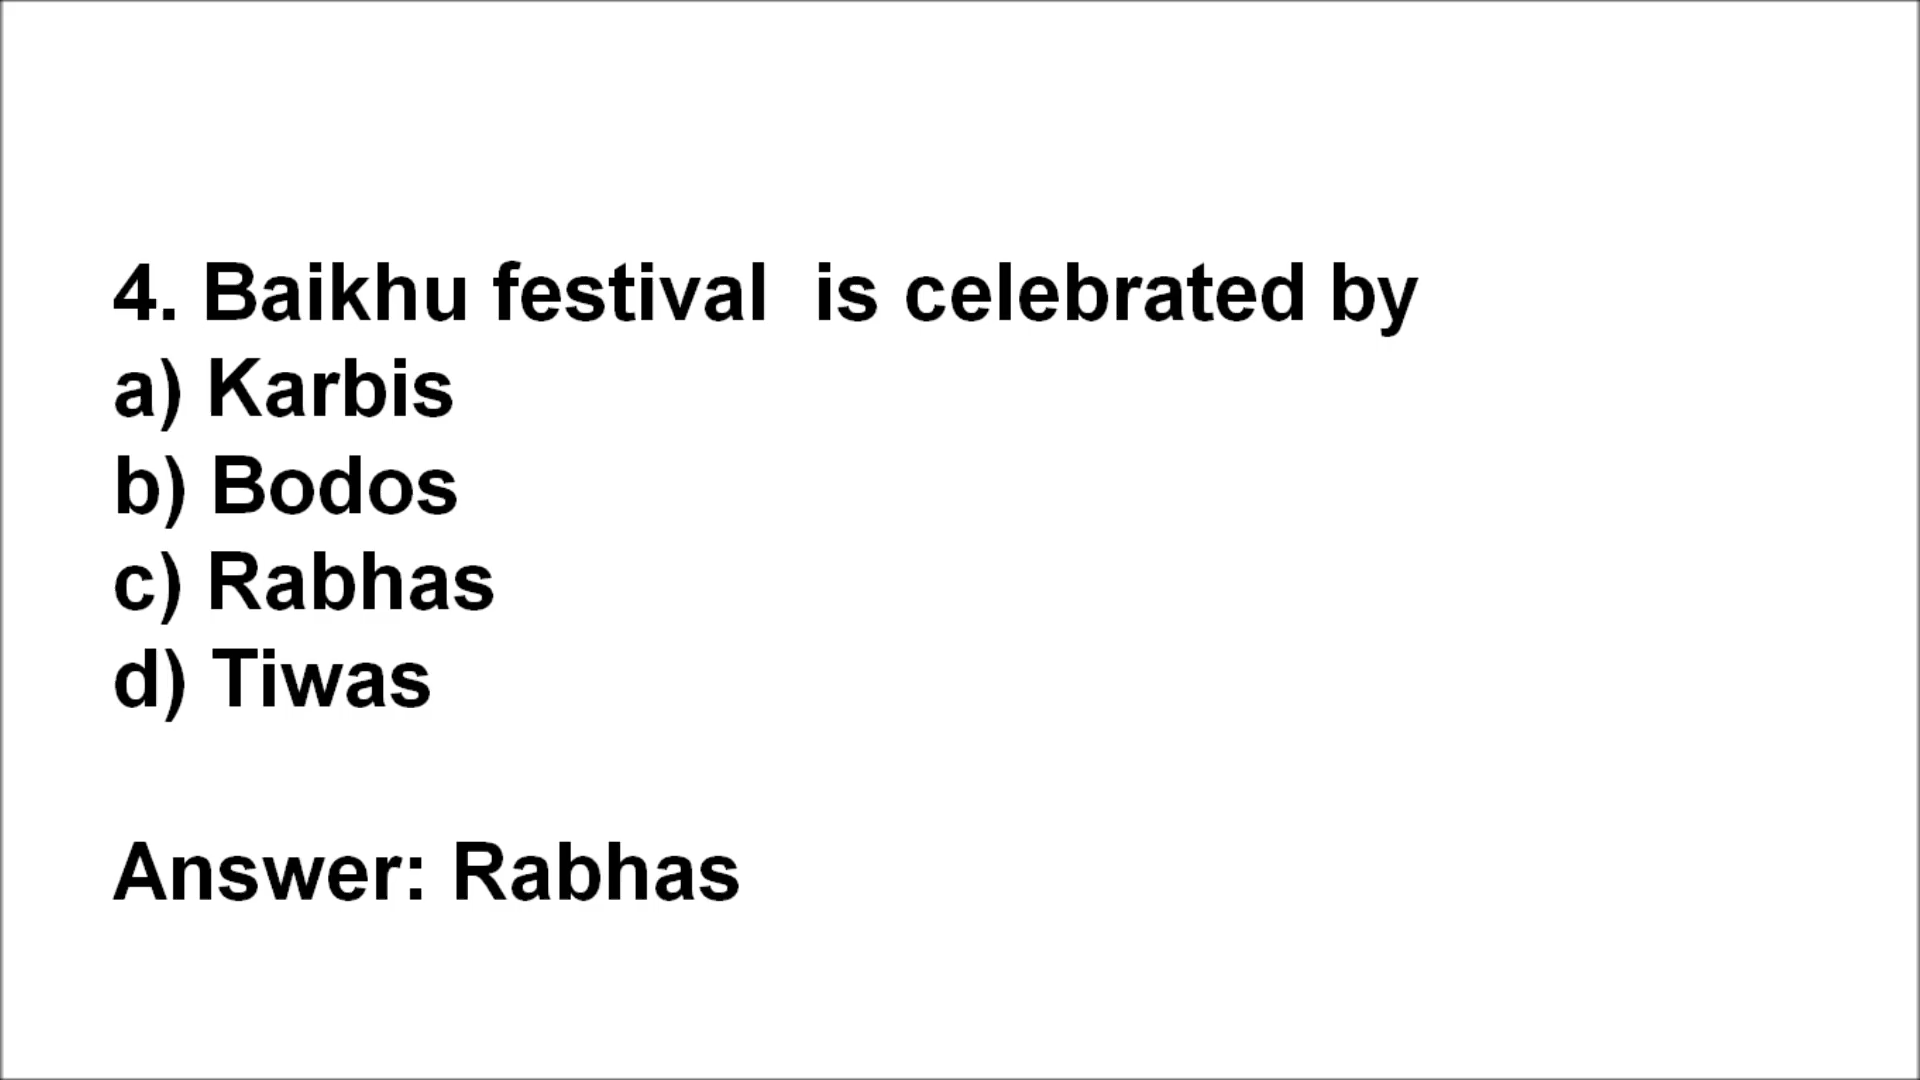 4. Baikhu festival  is celebrated by
a) Karbis
b) Bodos
c) Rabhas
d) Tiwas
Answer: Rabhas